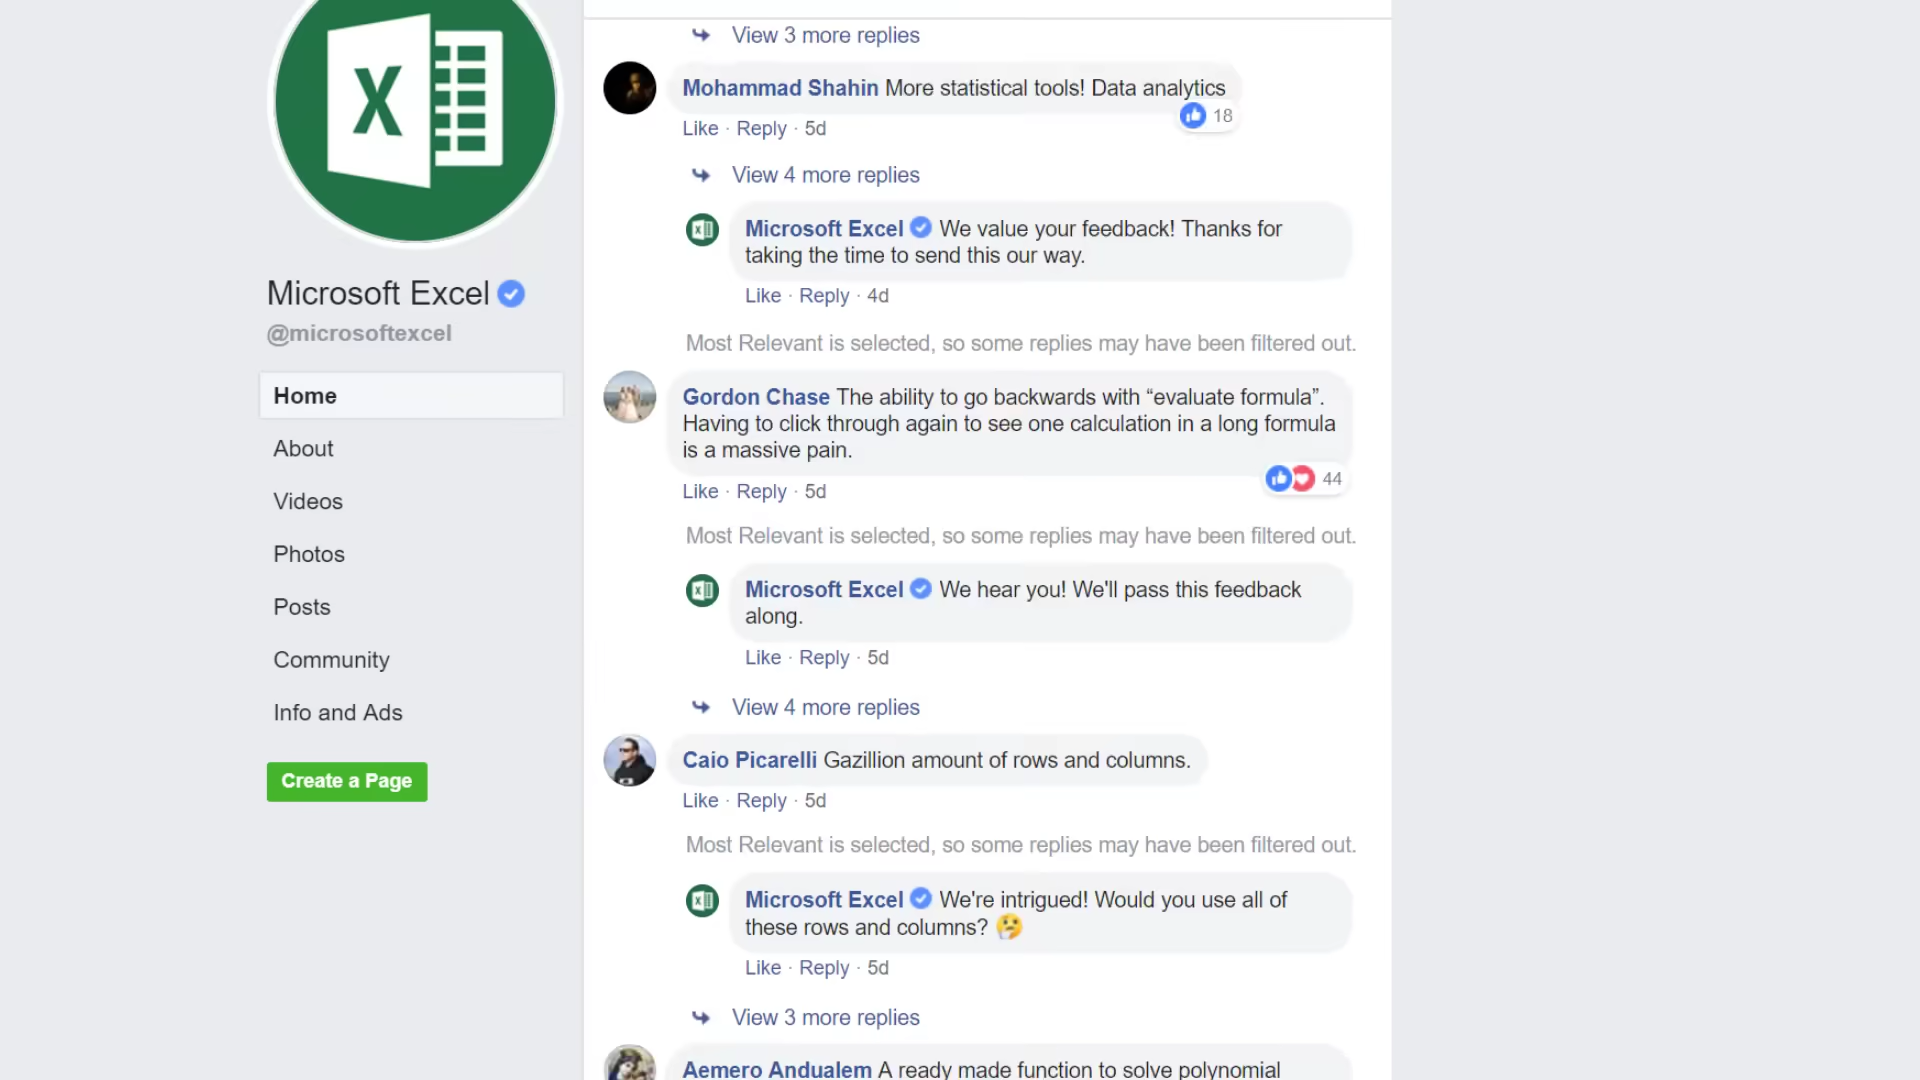 View 3 more replies
Mohammad Shahin More statistical tools! Data analytics
18
Like · Reply · 5d
View 4 more replies
Microsoft Excel We value your feedback! Thanks for
taking the time to send this our way.
Like · Reply · 4d
Most Relevant is selected, so some replies may have been filtered out.
Gordon Chase The ability to go backwards with “evaluate formula”.
Having to click through again to see one calculation in a long formula
is a massive pain.
44
Like · Reply · 5d
Most Relevant is selected, so some replies may have been filtered out.
Microsoft Excel We hear you! We'll pass this feedback
along.
Like · Reply · 5d
View 4 more replies
Caio Picarelli Gazillion amount of rows and columns.
Like · Reply · 5d
Most Relevant is selected, so some replies may have been filtered out.
Microsoft Excel We're intrigued! Would you use all of
these rows and columns? 🤔
Like · Reply · 5d
View 3 more replies
Aemero Andualem A ready made function to solve polynomial
X
Microsoft Excel
@microsoftexcel
Home
About
Videos
Photos
Posts
Community
Info and Ads
Create a Page